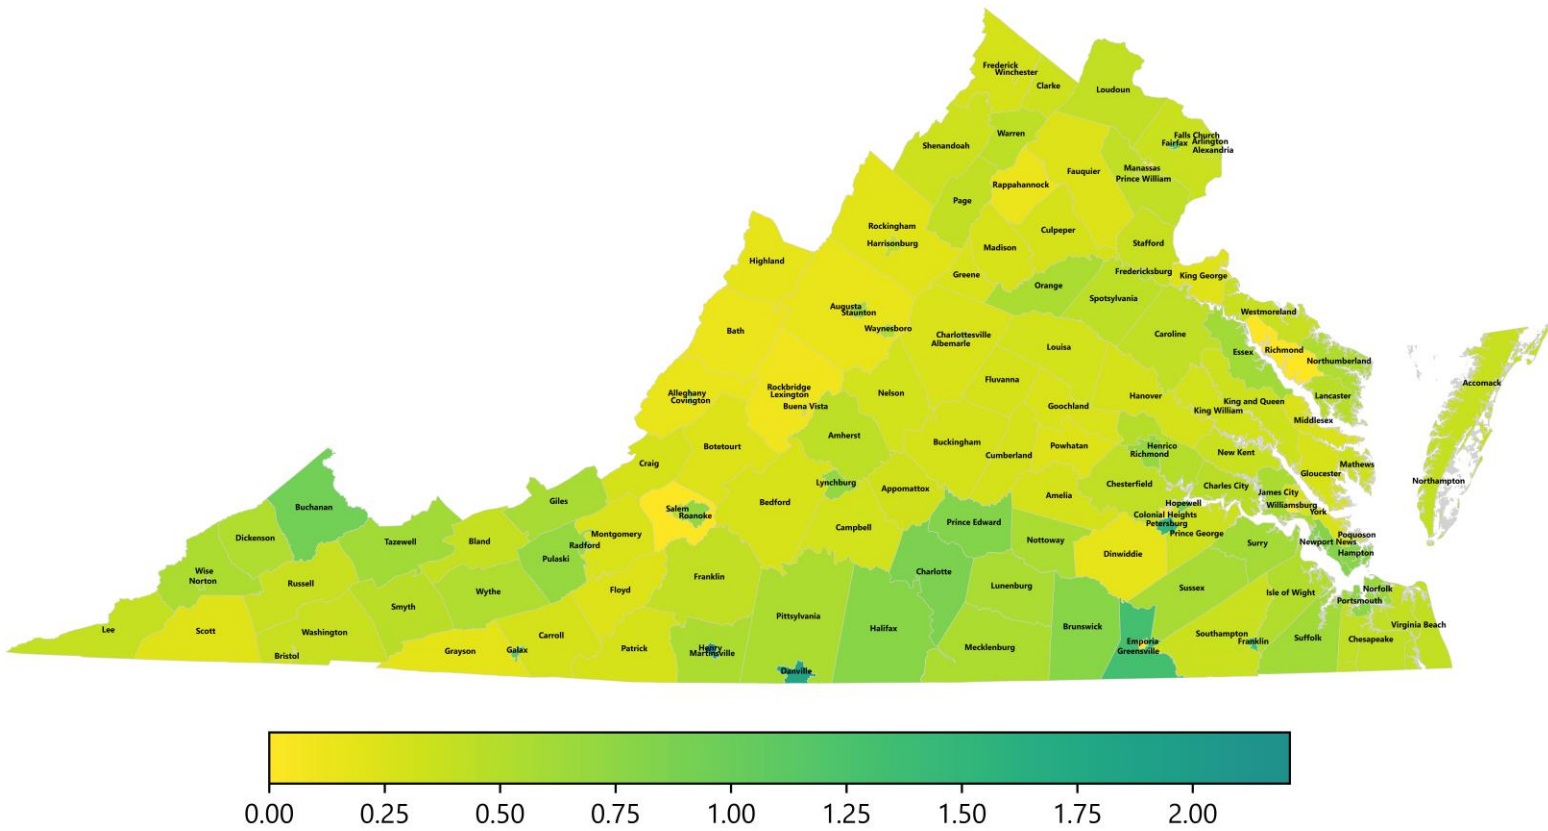 Frederick
Winchester
Clarke
Loudoun
Warren
Shenandoah
Falls Church
Fairfax
Arlington
Alexandria
Manassas
Prince William
Fauquier
Rappahannock
Page
Rockingham
Harrisonburg
Culpeper
Madison
Stafford
Highland
Greene
Fredericksburg
King George
Orange
Spotsylvania
Augusta
Staunton
Westmoreland
Waynesboro
Bath
Charlottesville
Albemarle
Caroline
Louisa
Essex
Richmond
Northumberland
Accomack
Fluvanna
Rockbridge
Lexington
Alleghany
Covington
Nelson
Hanover
Lancaster
Buena Vista
Goochland
King and Queen
King William
Middlesex
Amherst
Buckingham
Powhatan
Botetourt
Cumberland
Henrico
Richmond
New Kent
Craig
Mathews
Gloucester
Northampton
Lynchburg
Chesterfield
Charles City
Appomattox
James City
Amelia
Giles
Bedford
Hopewell
Williamsburg
Buchanan
Salem
Roanoke
Colonial Heights
York
Prince Edward
Petersburg
Campbell
Prince George
Montgomery
Poquoson
Dickenson
Tazewell
Bland
Nottoway
Newport News
Surry
Radford
Dinwiddie
Hampton
Pulaski
Wise
Norton
Charlotte
Franklin
Russell
Lunenburg
Sussex
Norfolk
Floyd
Wythe
Isle of Wight
Portsmouth
Smyth
Pittsylvania
Virginia Beach
Brunswick
Halifax
Lee
Scott
Washington
Carroll
Southampton
Suffolk
Chesapeake
Emporia
Franklin
Patrick
Henry
Martinsville
Mecklenburg
Grayson
Galax
Greensville
Bristol
Danville
0.00 0.25 0.50 0.75 1.00 1.25 1.50 1.75 2.00